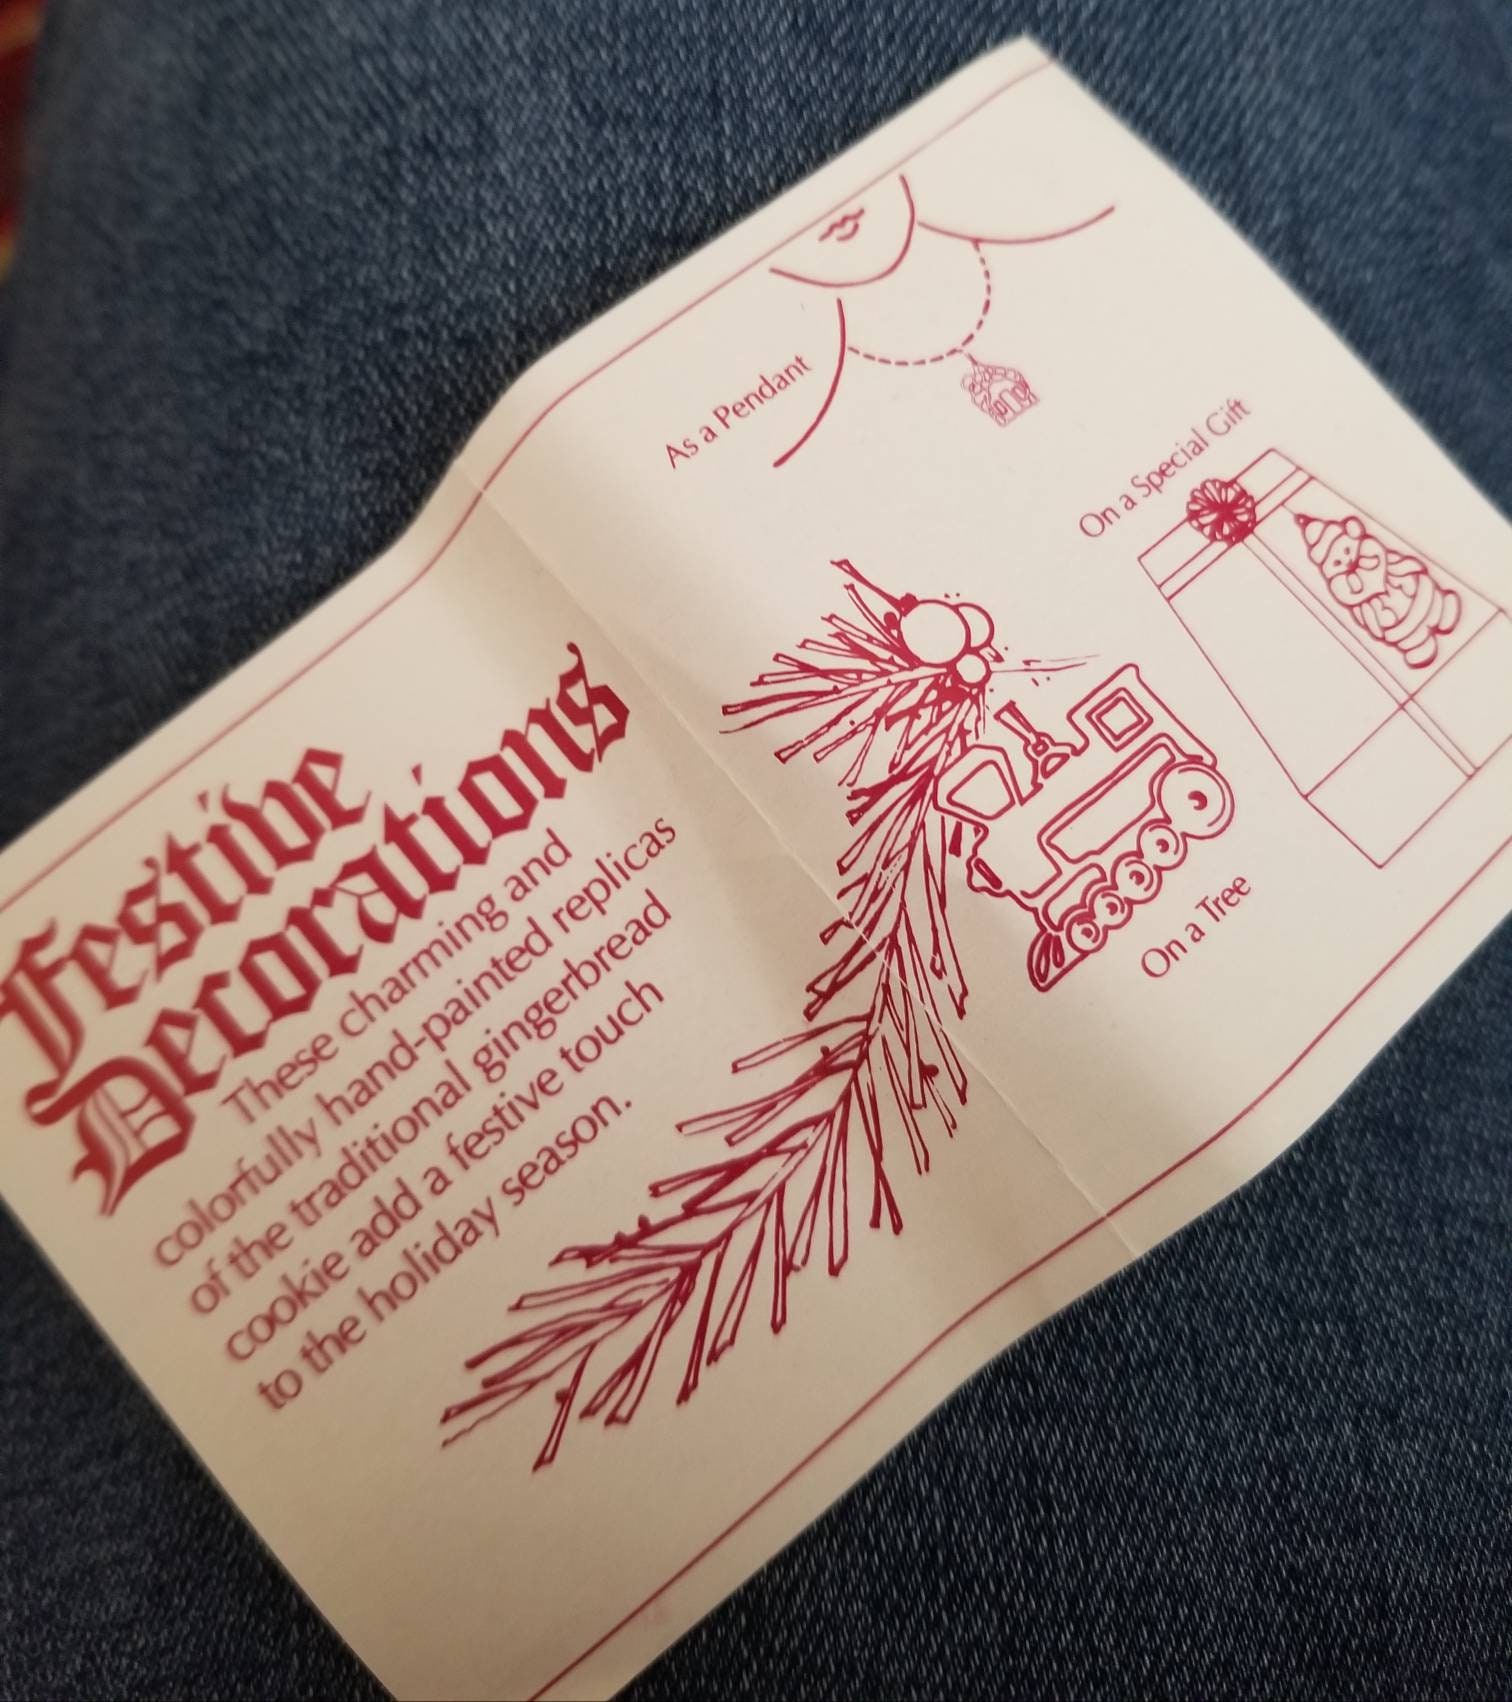 Festive
Decorations
These charming and
colorfully hand-painted replicas
of the traditional gingerbread
cookie add a festive touch
to the holiday season.
As a Pendant
On a Special Gift
On a Tree